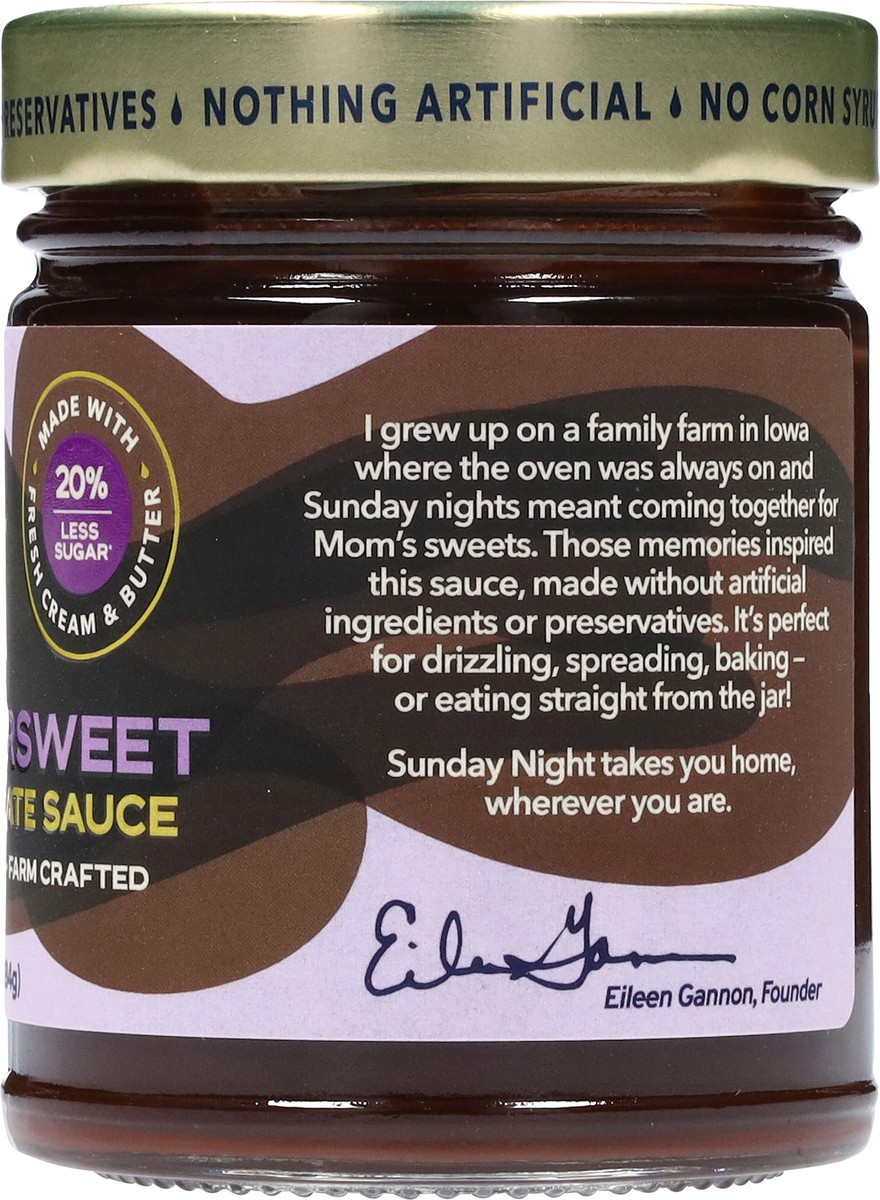 RESERVATIVES NOTHING ARTIFICIAL NO CORN SYRU
MADE WITH
FRESH CREAM & BUTTER
20%
LESS
SUGAR*
RSWEET
ATE SAUCE
-FARM CRAFTED
84g)
I grew up on a family farm in Iowa
where the oven was always on and
Sunday nights meant coming together for
Mom's sweets. Those memories inspired
this sauce, made without artificial
ingredients or preservatives. It's perfect
for drizzling, spreading, baking –
or eating straight from the jar!
Sunday Night takes you home,
wherever you are.
Eileen Gannon, Founder